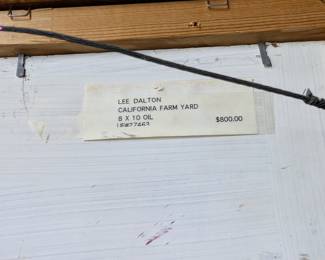 LEE DALTON
CALIFORNIA FARM YARD
8 X 10 OIL $800.00